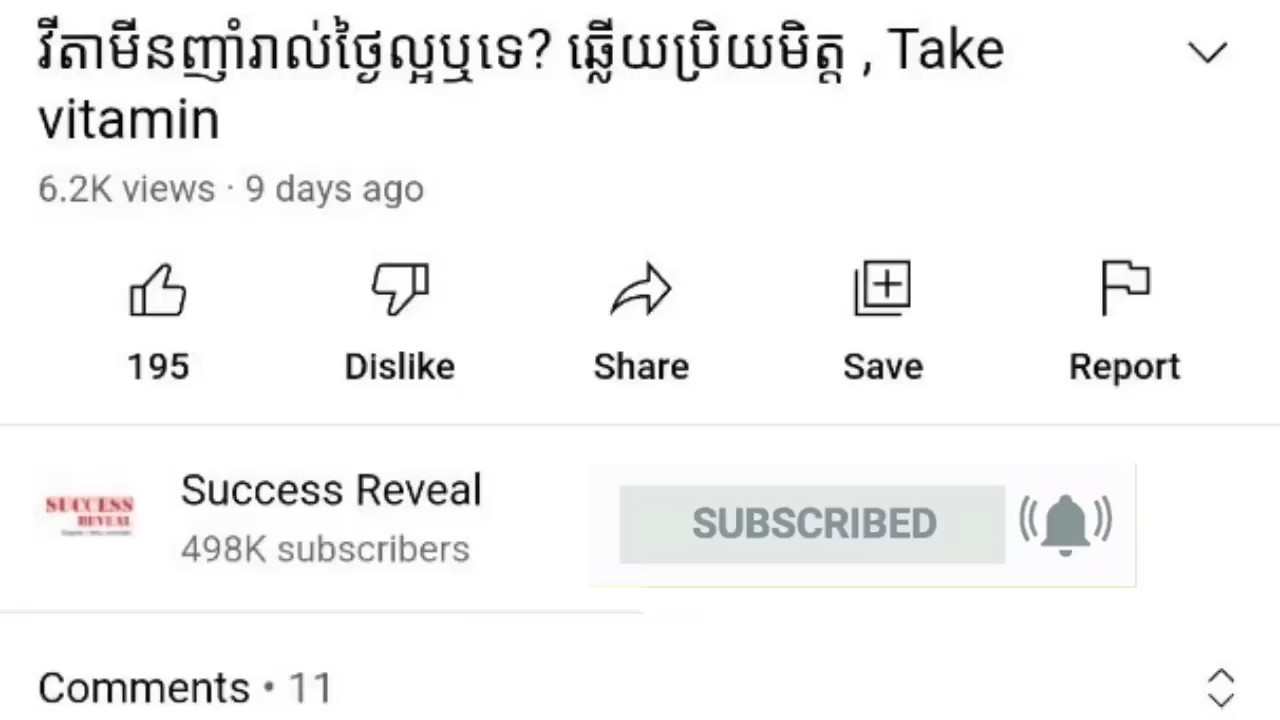 វីតាមីនញ៉ាំរាល់ថ្ងៃល្អឬទេ? ឆ្លើយប្រិយមិត្ត , Take
vitamin
6.2K views · 9 days ago
195 Dislike Share Save Report
SUCCESS
REVEAL
Success Reveal
498K subscribers
SUBSCRIBED
Comments • 11